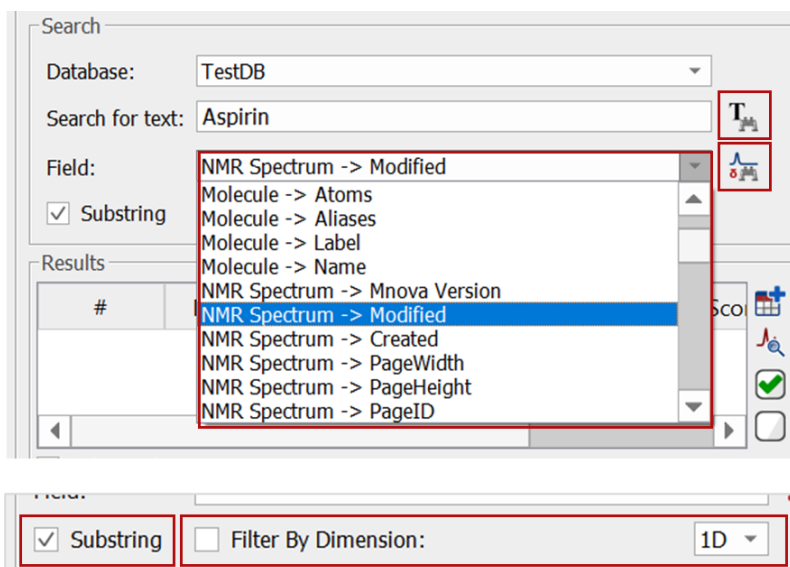 Search
Database: TestDB
Search for text: Aspirin
T
Field: NMR Spectrum -> Modified
δ
Molecule -> Atoms
Substring
Molecule -> Aliases
Molecule -> Label
Results
Molecule -> Name
NMR Spectrum -> Mnova Version
#
NMR Spectrum -> Modified
NMR Spectrum -> Created
NMR Spectrum -> PageWidth
NMR Spectrum -> PageHeight
NMR Spectrum -> PageID
Substring
Filter By Dimension: 1D